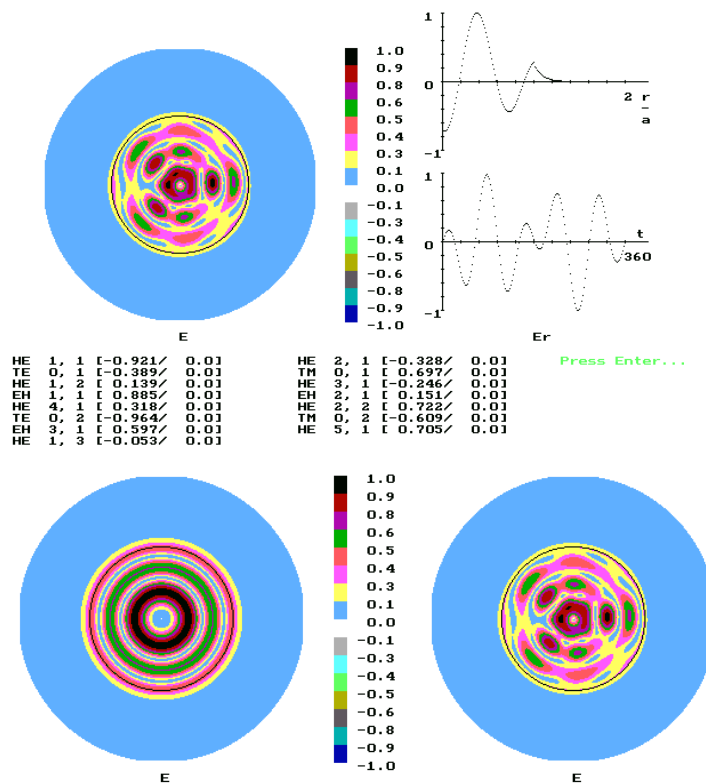 1.0
0.9
0.8
0.6
0.5
0.4
0.3
0.1
0.0
-0.1
-0.3
-0.4
-0.5
-0.6
-0.8
-0.9
-1.0
E
1
0
-1
2 r
a
1
0
-1
t
360
Er
HE 1, 1 [-0.921/ 0.0]
TE 0, 1 [-0.389/ 0.0]
HE 1, 2 [ 0.139/ 0.0]
EH 1, 1 [ 0.885/ 0.0]
HE 4, 1 [ 0.318/ 0.0]
TE 0, 2 [-0.964/ 0.0]
EH 3, 1 [ 0.597/ 0.0]
HE 1, 3 [-0.053/ 0.0]
HE 2, 1 [-0.328/ 0.0]
TM 0, 1 [ 0.697/ 0.0]
HE 3, 1 [-0.246/ 0.0]
EH 2, 1 [ 0.151/ 0.0]
HE 2, 2 [ 0.722/ 0.0]
TM 0, 2 [-0.609/ 0.0]
HE 5, 1 [ 0.705/ 0.0]
Press Enter...
1.0
0.9
0.8
0.6
0.5
0.4
0.3
0.1
0.0
-0.1
-0.3
-0.4
-0.5
-0.6
-0.8
-0.9
-1.0
E
E